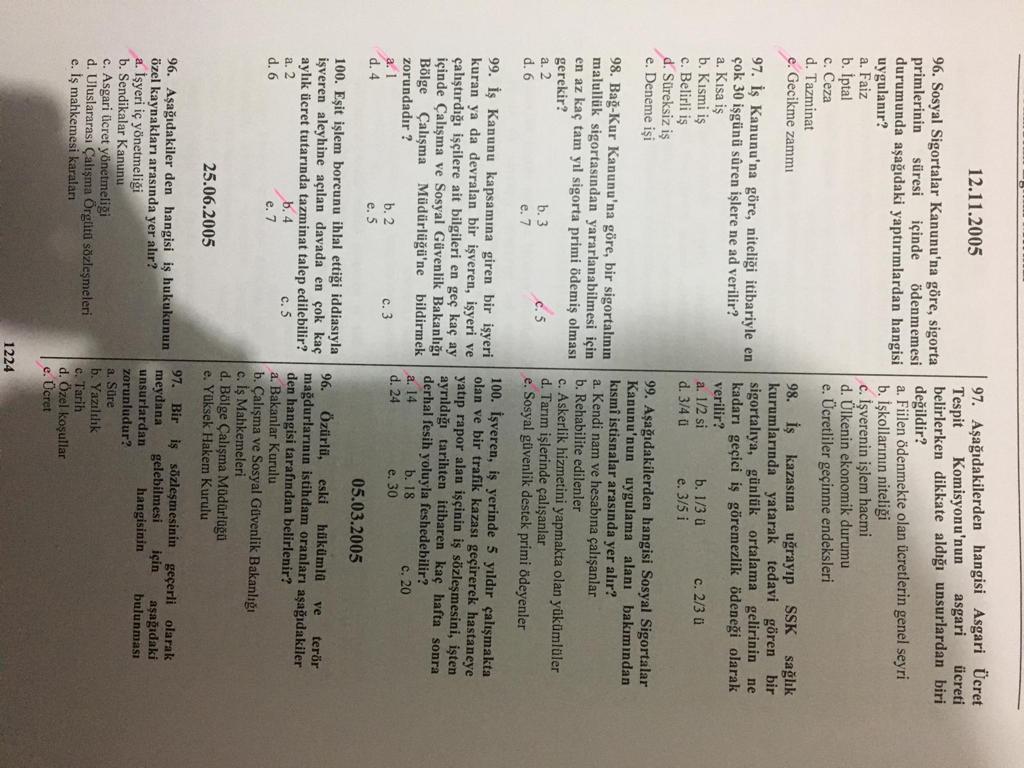 12.11.2005
96. Sosyal Sigortalar Kanunu'na göre, sigorta
primlerinin süresi içinde ödenmemesi
durumunda aşağıdaki yaptırımlardan hangisi
uygulanır?
a. Faiz
b. İptal
c. Ceza
d. Tazminat
e. Gecikme zammı
97. İş Kanunu'na göre, niteliği itibariyle en
çok 30 işgünü süren işlere ne ad verilir?
a. Kısa iş
b. Kısmi iş
c. Belirli iş
d. Süreksiz iş
e. Deneme işi
98. Bağ-Kur Kanunu'na göre, bir sigortalının
malullük sigortasından yararlanabilmesi için
en az kaç tam yıl sigorta primi ödemiş olması
gerekir?
a. 2 b. 3 c. 5
d. 6 e. 7
99. İş Kanunu kapsamına giren bir işyeri
kuran ya da devralan bir işveren, işyeri ve
çalıştırdığı işçilere ait bilgileri en geç kaç ay
içinde Çalışma ve Sosyal Güvenlik Bakanlığı
Bölge Çalışma Müdürlüğü'ne bildirmek
zorundadır ?
a. 1 b. 2 c. 3
d. 4 e. 5
100. Eşit işlem borcunu ihlal ettiği iddiasıyla
işveren aleyhine açılan davada en çok kaç
aylık ücret tutarında tazminat talep edilebilir?
a. 2 b. 4 c. 5
d. 6 e. 7
25.06.2005
96. Aşağıdakiler den hangisi iş hukukunun
özel kaynakları arasında yer alır?
a. İşyeri iç yönetmeliği
b. Sendikalar Kanunu
c. Asgari ücret yönetmeliği
d. Uluslararası Çalışma Örgütü sözleşmeleri
e. İş mahkemesi kararları
97. Aşağıdakilerden hangisi Asgari Ücret
Tespit Komisyonu'nun asgari ücreti
belirlerken dikkate aldığı unsurlardan biri
değildir?
a. Fiilen ödenmekte olan ücretlerin genel seyri
b. İşkollarının niteliği
c. İşverenin işlem hacmi
d. Ülkenin ekonomik durumu
e. Ücretliler geçinme endeksleri
98. İş kazasına uğrayıp SSK sağlık
kurumlarında yatarak tedavi gören bir
sigortalıya, günlük ortalama gelirinin ne
kadarı geçici iş göremezlik ödeneği olarak
verilir?
a. 1/2 si b. 1/3 ü c. 2/3 ü
d. 3/4 ü e. 3/5 i
99. Aşağıdakilerden hangisi Sosyal Sigortalar
Kanunu'nun uygulama alanı bakımından
kısmî istisnalar arasında yer alır?
a. Kendi nam ve hesabına çalışanlar
b. Rehabilite edilenler
c. Askerlik hizmetini yapmakta olan yükümlüler
d. Tarım işlerinde çalışanlar
e. Sosyal güvenlik destek primi ödeyenler
100. İşveren, iş yerinde 5 yıldır çalışmakta
olan ve bir trafik kazası geçirerek hastaneye
yatıp rapor alan işçinin iş sözleşmesini, işten
ayrıldığı tarihten itibaren kaç hafta sonra
derhal fesih yoluyla feshedebilir?
a. 14 b. 18 c. 20
d. 24 e. 30
05.03.2005
96. Özürlü, eski hükümlü ve terör
mağdurlarının istihdam oranları aşağıdakiler
den hangisi tarafından belirlenir?
a. Bakanlar Kurulu
b. Çalışma ve Sosyal Güvenlik Bakanlığı
c. İş Mahkemeleri
d. Bölge Çalışma Müdürlüğü
e. Yüksek Hakem Kurulu
97. Bir iş sözleşmesinin geçerli olarak
meydana gelebilmesi için aşağıdaki
unsurlardan hangisinin bulunması
zorunludur?
a. Süre
b. Yazılılık
c. Tarih
d. Özel koşullar
e. Ücret
1224